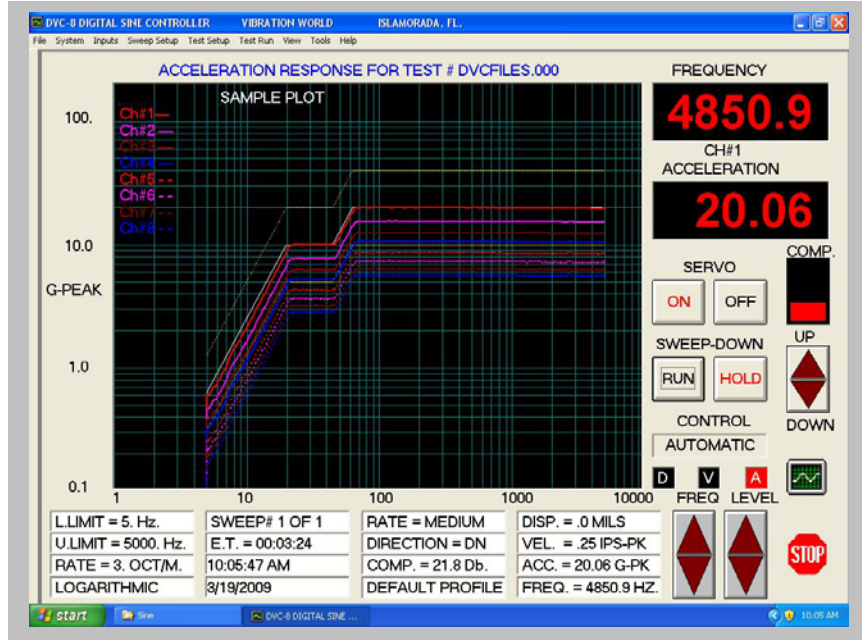 DVC-8 DIGITAL SINE CONTROLLER VIBRATION WORLD ISLAMORADA, FL.
File System Inputs Sweep Setup Test Setup Test Run View Tools Help
ACCELERATION RESPONSE FOR TEST # DVCFILES.000
SAMPLE PLOT
Ch#1
Ch#2
Ch#3
Ch#4
Ch#5
Ch#6
Ch#7
Ch#8
100.
10.0
G-PEAK
1.0
0.1
1 10 100 1000 10000
FREQUENCY
4850.9
CH#1
ACCELERATION
20.06
SERVO
ON OFF
COMP.
SWEEP-DOWN
RUN HOLD
UP
DOWN
CONTROL
AUTOMATIC
D V A
FREQ LEVEL
STOP
L.LIMIT = 5. Hz. SWEEP# 1 OF 1 RATE = MEDIUM DISP. = .0 MILS
U.LIMIT = 5000. Hz. E.T. = 00:03:24 DIRECTION = DN VEL. = .25 IPS-PK
RATE = 3. OCT/M. 10:05:47 AM COMP. = 21.8 Db. ACC. = 20.06 G-PK
LOGARITHMIC 3/19/2009 DEFAULT PROFILE FREQ. = 4850.9 HZ.
start Sine DVC-8 DIGITAL SINE ... 10:05 AM